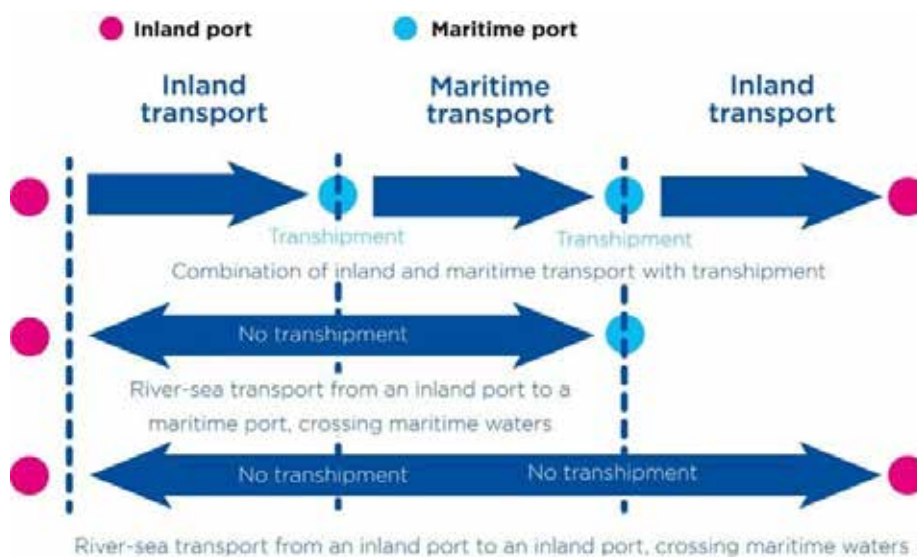 Inland port
Maritime port
Inland
transport
Maritime
transport
Inland
transport
Transhipment
Transhipment
Combination of inland and maritime transport with transhipment
No transhipment
River-sea transport from an inland port to a
maritime port, crossing maritime waters
No transhipment
No transhipment
River-sea transport from an inland port to an inland port, crossing maritime waters